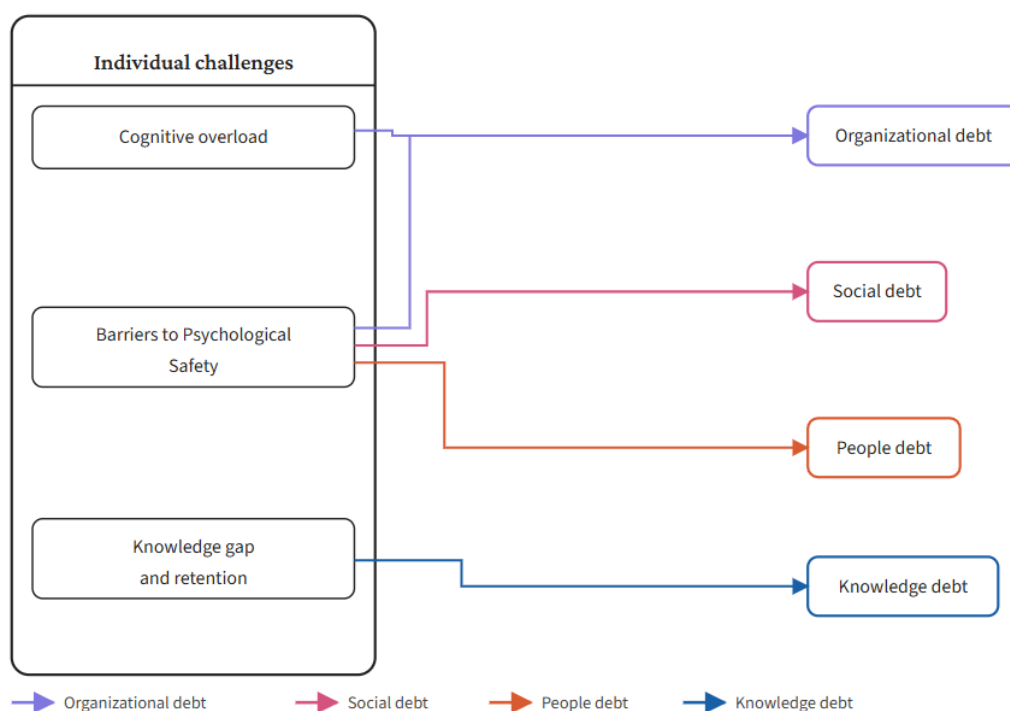 Individual challenges
Cognitive overload
Organizational debt
Social debt
Barriers to Psychological
Safety
People debt
Knowledge gap
and retention
Knowledge debt
Organizational debt
Social debt
People debt
Knowledge debt